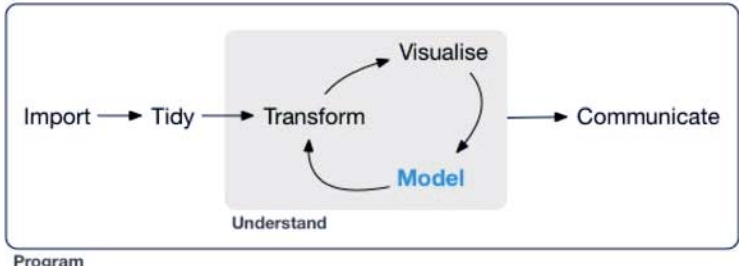 Visualise
Import Tidy Transform Communicate
Model
Understand
Program